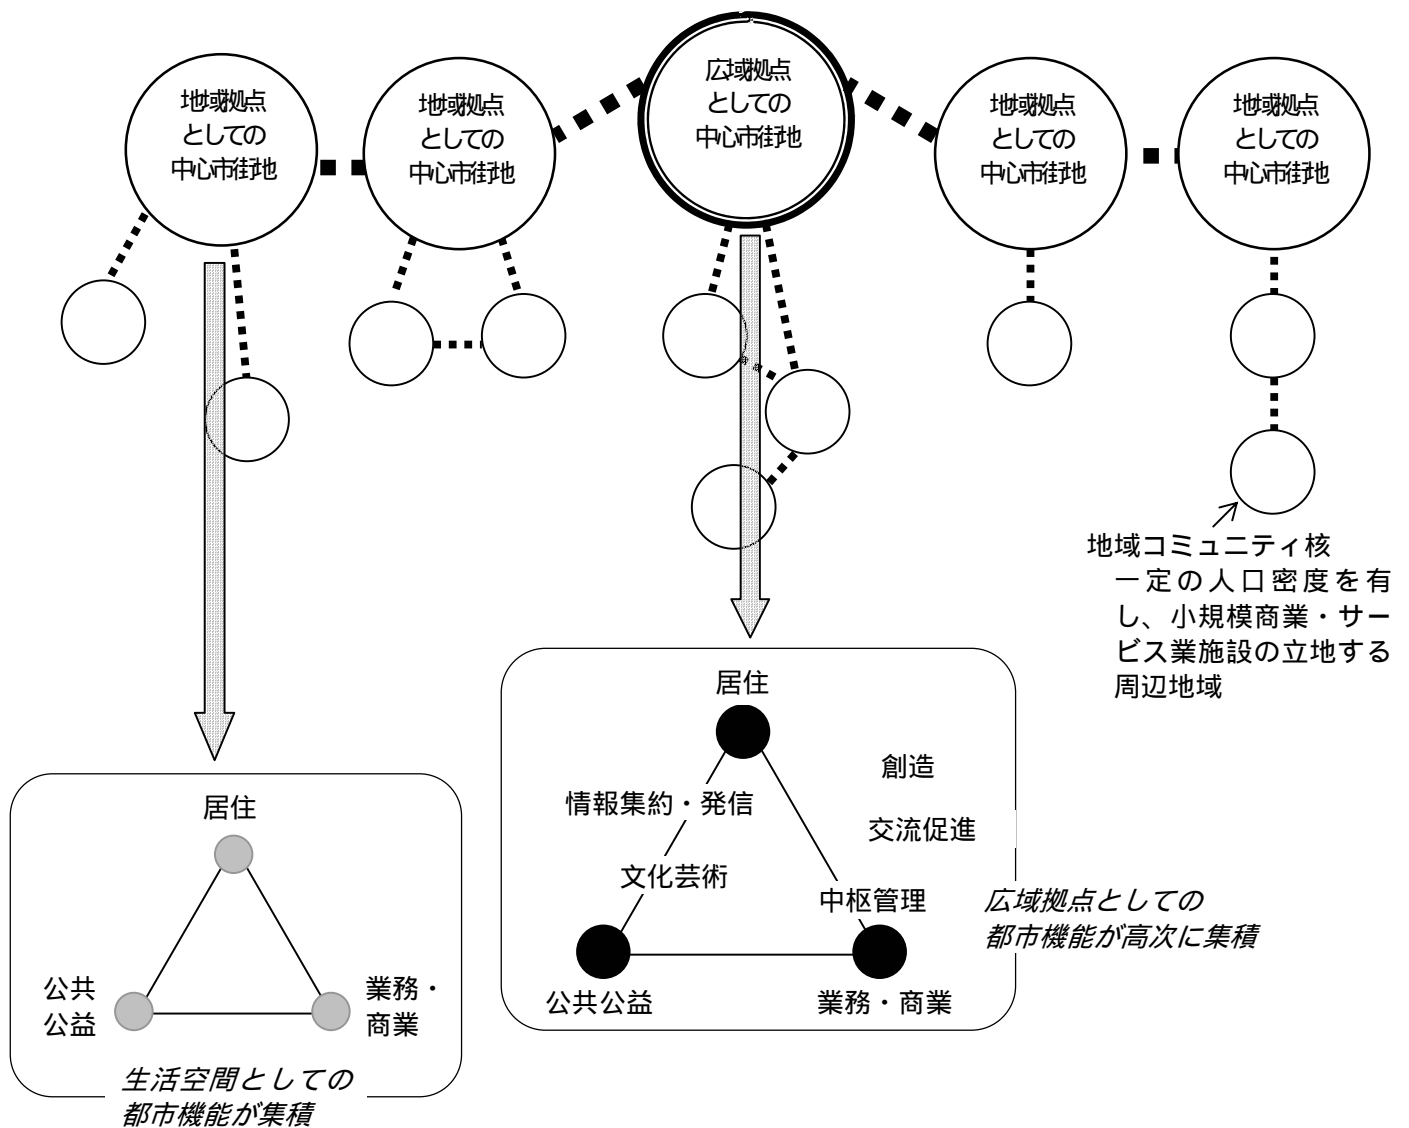 地域拠点
としての
中心市街地
地域拠点
としての
中心市街地
広域拠点
としての
中心市街地
地域拠点
としての
中心市街地
地域拠点
としての
中心市街地
地域コミュニティ核
一定の人口密度を有
し、小規模商業・サー
ビス業施設の立地する
周辺地域
居住
情報集約・発信
文化芸術
創造
交流促進
中枢管理
公共公益
業務・商業
広域拠点としての
都市機能が高次に集積
居住
公共
公益
業務・
商業
生活空間としての
都市機能が集積